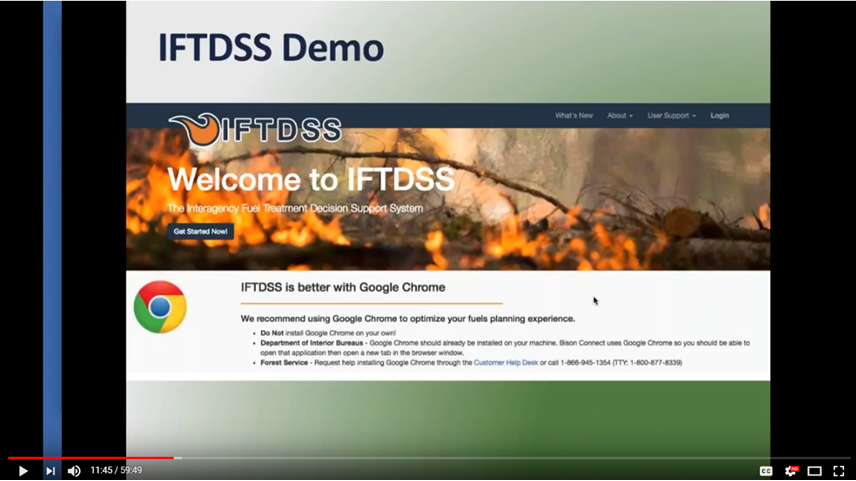 IFTDSS Demo
IFTDSS
What's New About User Support Login
Welcome to IFTDSS
The Interagency Fuel Treatment Decision Support System
Get Started Now!
IFTDSS is better with Google Chrome
We recommend using Google Chrome to optimize your fuels planning experience.
• Do Not install Google Chrome on your own!
• Department of Interior Bureaus - Google Chrome should already be installed on your machine. Bison Connect uses Google Chrome so you should be able to
open that application then open a new tab in the browser window.
• Forest Service - Request help installing Google Chrome through the Customer Help Desk or call 1-866-945-1354 (TTY: 1-800-877-8339)
11:45 / 59:49
CC
HD